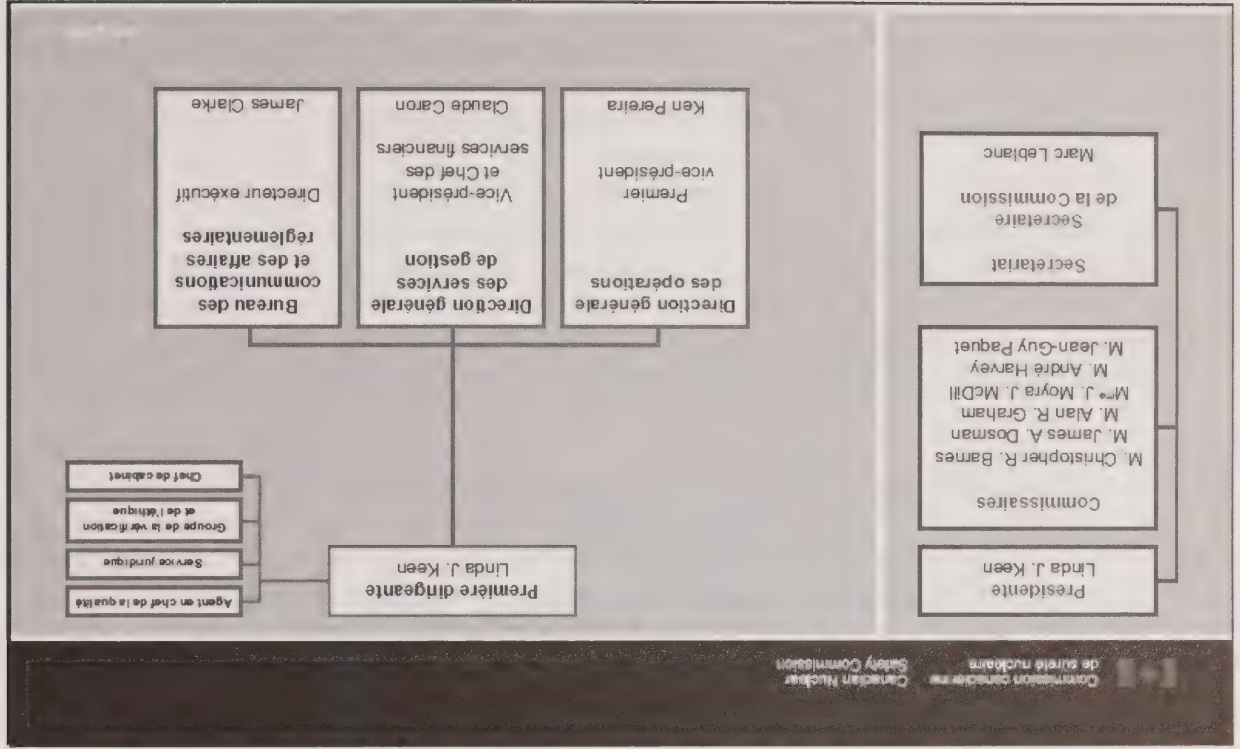 Commission canadienne
de sûreté nucléaire
Canadian Nuclear
Safety Commission
Présidente
Linda J. Keen
Commissaires
M. Christopher R. Barnes
M. James A. Dosman
M. Alan R. Graham
Mme J. Moyra J. McDill
M. André Harvey
M. Jean-Guy Paquet
Secrétariat
Secrétaire
de la Commission
Marc Leblanc
Première dirigeante
Linda J. Keen
Agent en chef de la qualité
Service juridique
Groupe de la vérification
et de l'éthique
Chef de cabinet
Direction générale
des opérations
Premier
vice-président
Ken Pereira
Direction générale
des services
de gestion
Vice-président
et Chef des
services financiers
Claude Caron
Bureau des
communications
et des affaires
réglementaires
Directeur exécutif
James Clarke